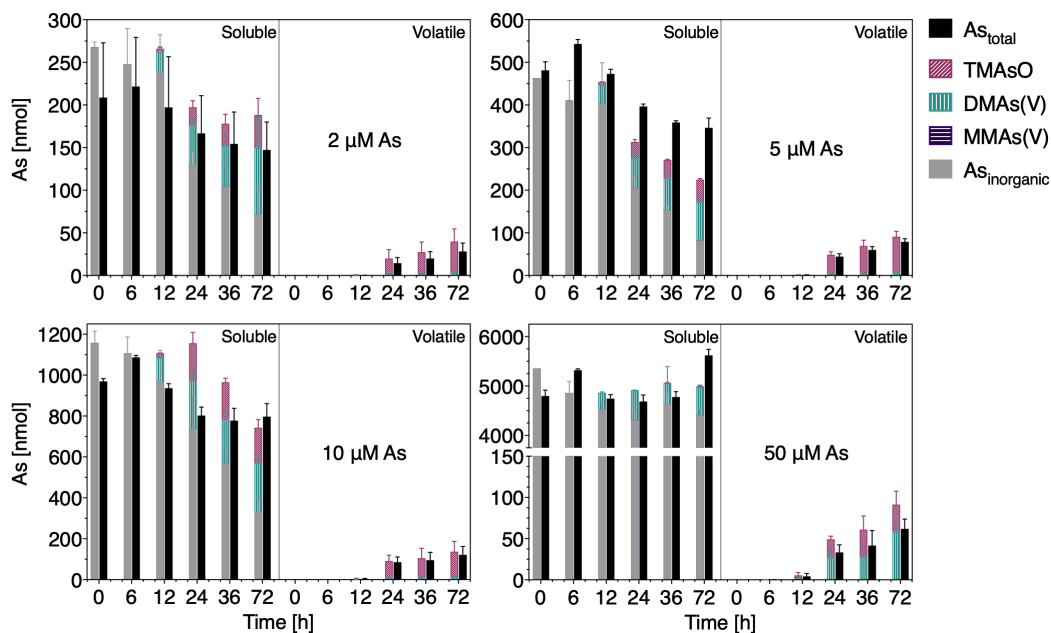 300
250
200
150
100
50
0
As [nmol]
Soluble
Volatile
2 µM As
0 6 12 24 36 72 0 6 12 24 36 72
600
500
400
300
200
100
0
Soluble
Volatile
5 µM As
0 6 12 24 36 72 0 6 12 24 36 72
As_total
TMAsO
DMAs(V)
MMAs(V)
As_inorganic
1200
1000
800
600
400
200
0
As [nmol]
Soluble
Volatile
10 µM As
0 6 12 24 36 72 0 6 12 24 36 72
Time [h]
6000
5000
4000
150
100
50
0
Soluble
Volatile
50 µM As
0 6 12 24 36 72 0 6 12 24 36 72
Time [h]